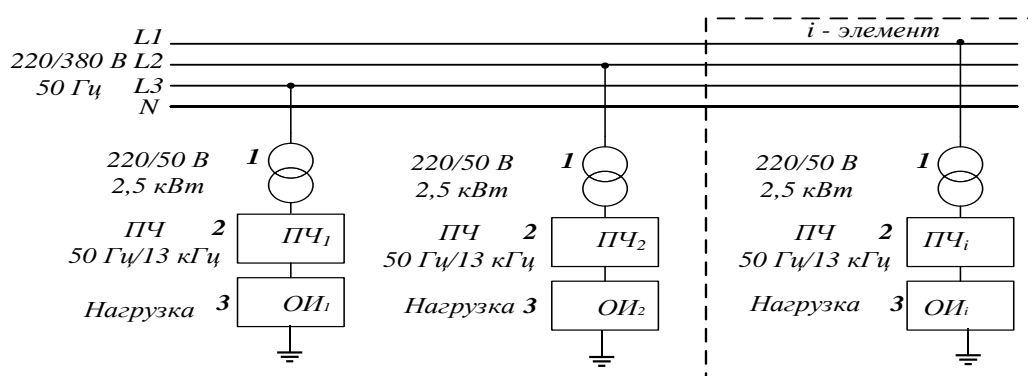 i - элемент
L1
220/380 В L2
50 Гц L3
N
220/50 В 1
2,5 кВт
ПЧ 2
50 Гц/13 кГц
ПЧ1
Нагрузка 3
ОИ1
220/50 В 1
2,5 кВт
ПЧ 2
50 Гц/13 кГц
ПЧ2
Нагрузка 3
ОИ2
220/50 В 1
2,5 кВт
ПЧ 2
50 Гц/13 кГц
ПЧi
Нагрузка 3
ОИi